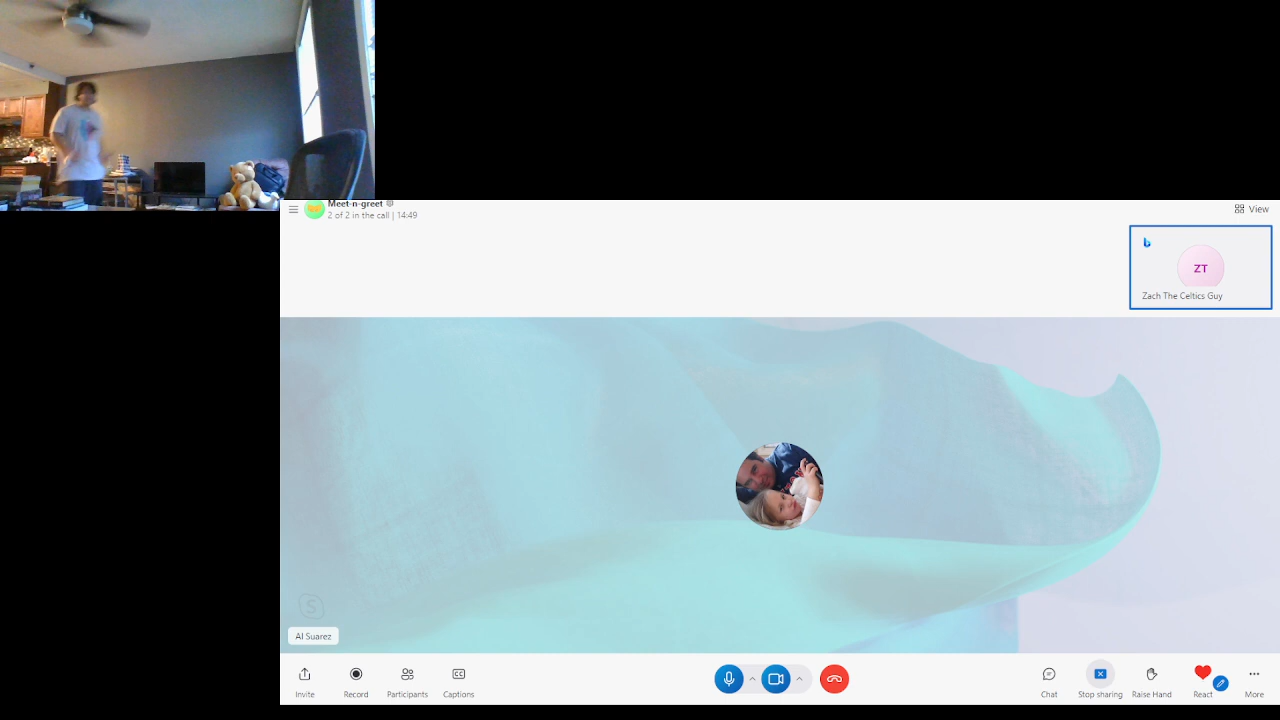 Meet-n-greet
2 of 2 in the call | 14:49
View
ZT
Zach The Celtics Guy
S
Al Suarez
Invite
Record
Participants
CC
Captions
Chat
Stop sharing
Raise Hand
React
More